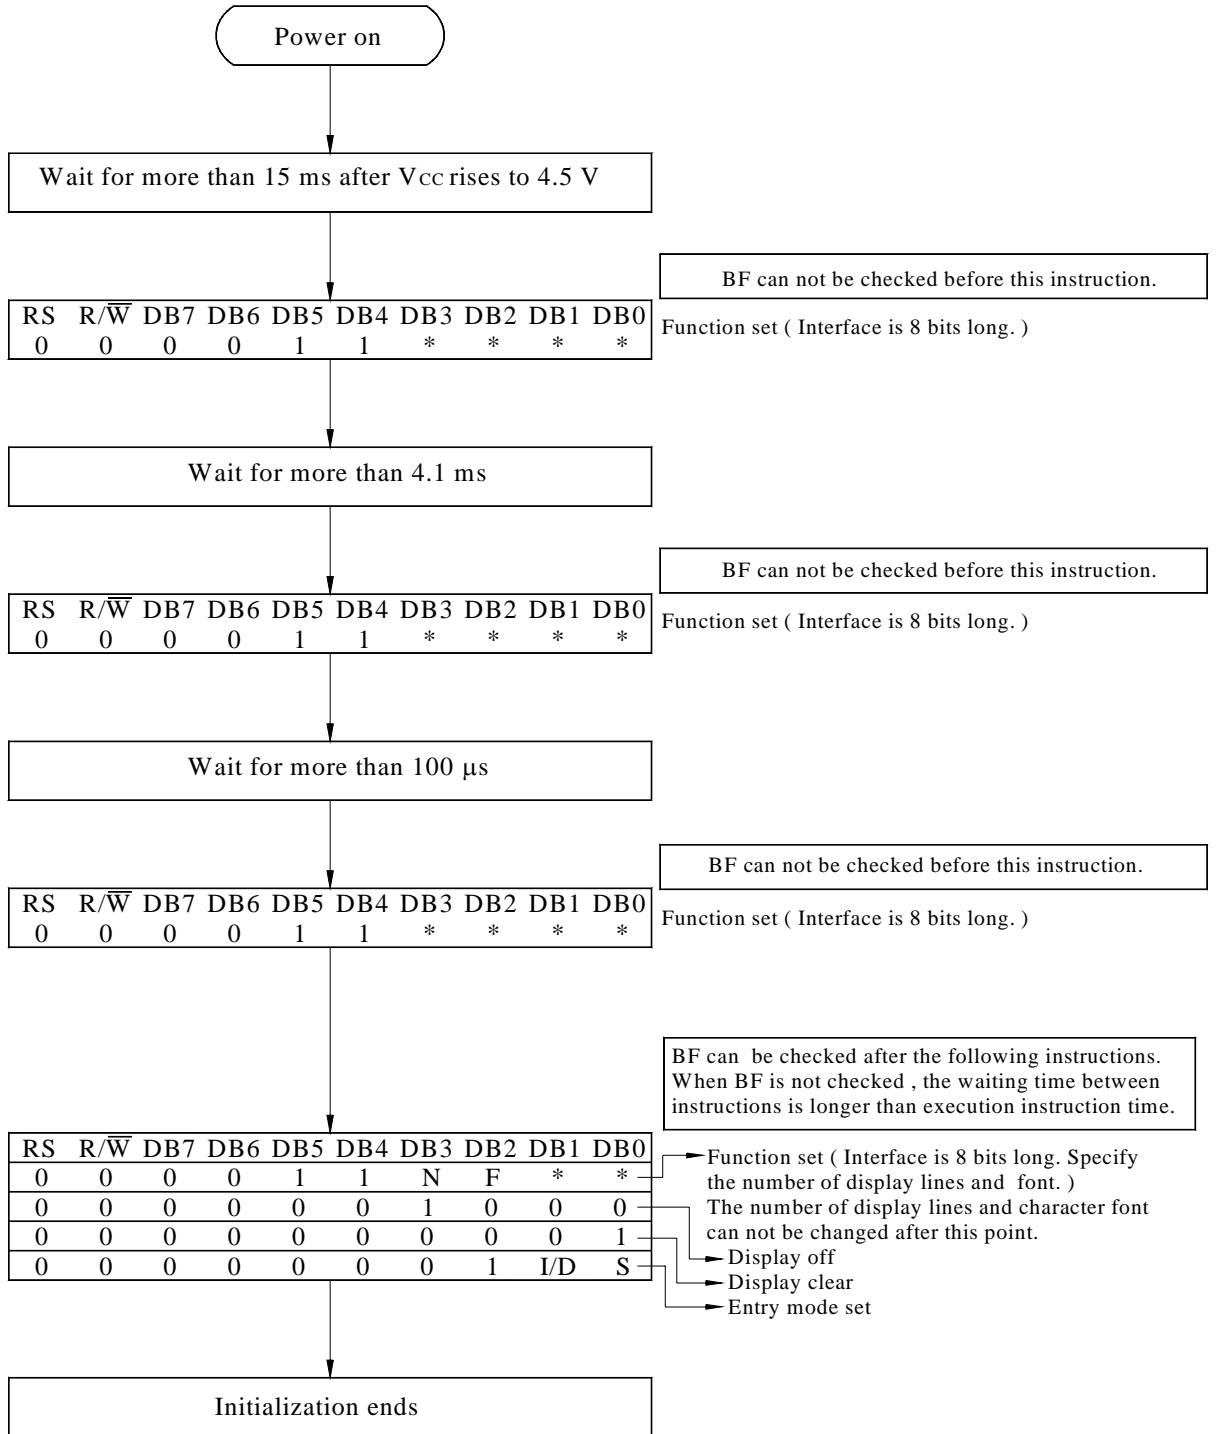 Power on
Wait for more than 15 ms after VCC rises to 4.5 V
BF can not be checked before this instruction.
RS R/W̅ DB7 DB6 DB5 DB4 DB3 DB2 DB1 DB0
0 0 0 0 1 1 * * * *
Function set ( Interface is 8 bits long. )
Wait for more than 4.1 ms
BF can not be checked before this instruction.
RS R/W̅ DB7 DB6 DB5 DB4 DB3 DB2 DB1 DB0
0 0 0 0 1 1 * * * *
Function set ( Interface is 8 bits long. )
Wait for more than 100 µs
BF can not be checked before this instruction.
RS R/W̅ DB7 DB6 DB5 DB4 DB3 DB2 DB1 DB0
0 0 0 0 1 1 * * * *
Function set ( Interface is 8 bits long. )
BF can be checked after the following instructions.
When BF is not checked , the waiting time between
instructions is longer than execution instruction time.
RS R/W̅ DB7 DB6 DB5 DB4 DB3 DB2 DB1 DB0
0 0 0 0 1 1 N F * *
0 0 0 0 0 0 1 0 0 0
0 0 0 0 0 0 0 0 0 1
0 0 0 0 0 0 0 1 I/D S
Function set ( Interface is 8 bits long. Specify
the number of display lines and font. )
The number of display lines and character font
can not be changed after this point.
Display off
Display clear
Entry mode set
Initialization ends